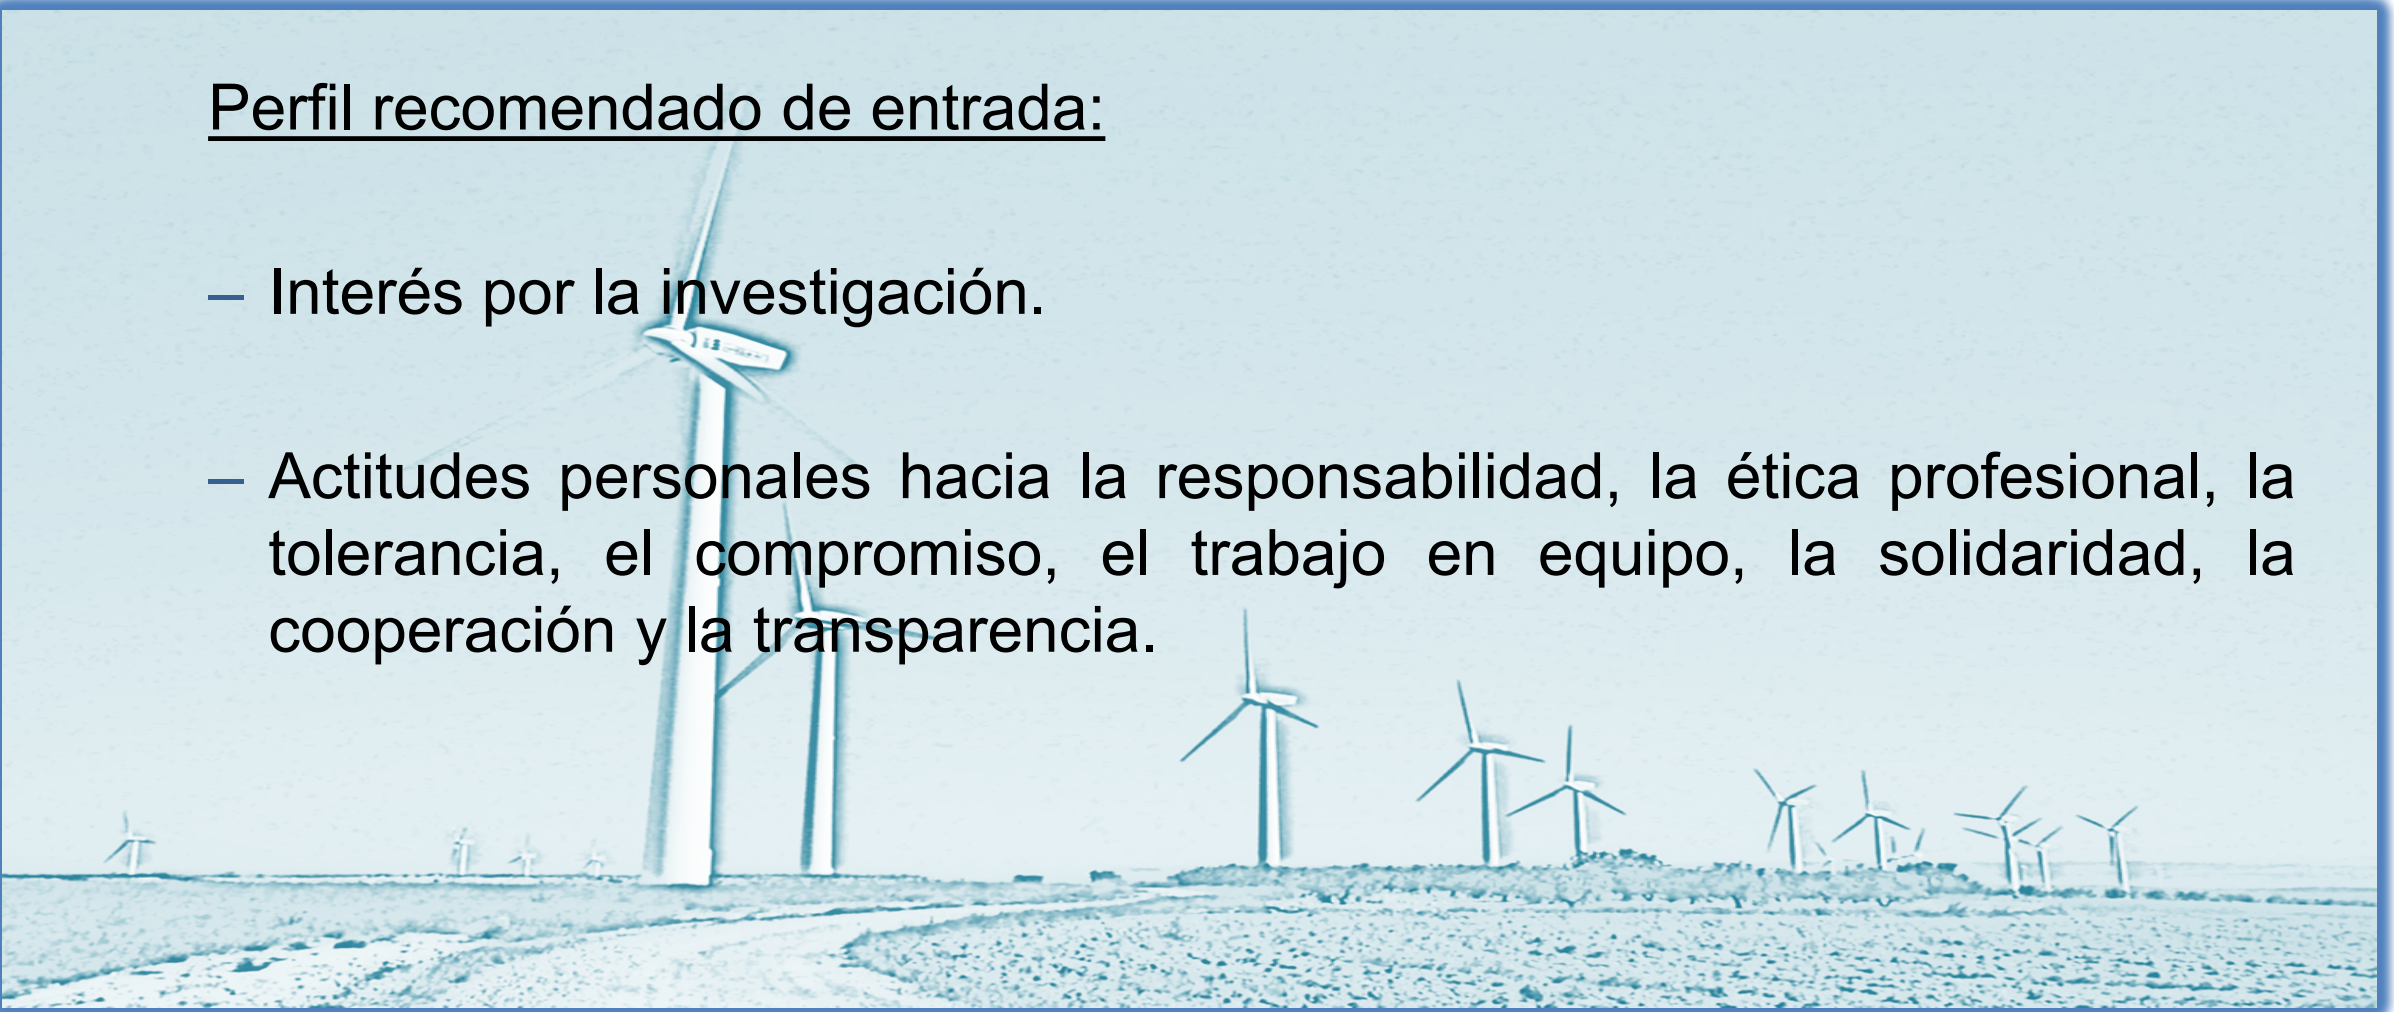 Perfil recomendado de entrada:
– Interés por la investigación.
– Actitudes personales hacia la responsabilidad, la ética profesional, la
tolerancia, el compromiso, el trabajo en equipo, la solidaridad, la
cooperación y la transparencia.